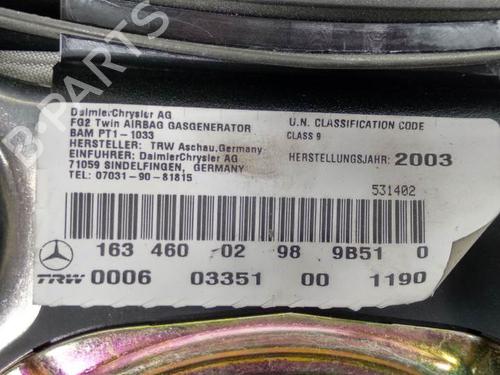 DaimlerChrysler AG
FG2 Twin AIRBAG GASGENERATOR
BAM PT1-1033
HERSTELLER: TRW Aschau,Germany
EINFUHRER: DaimlerChrysler AG
71059 SINDELFINGEN, GERMANY
TEL: 07031-90-81815
U.N. CLASSIFICATION CODE
CLASS 9
HERSTELLUNGSJAHR: 2003
531402
163 460 02 98 9B51 0
TRW 0006 03351 00 1190
B-PARTS